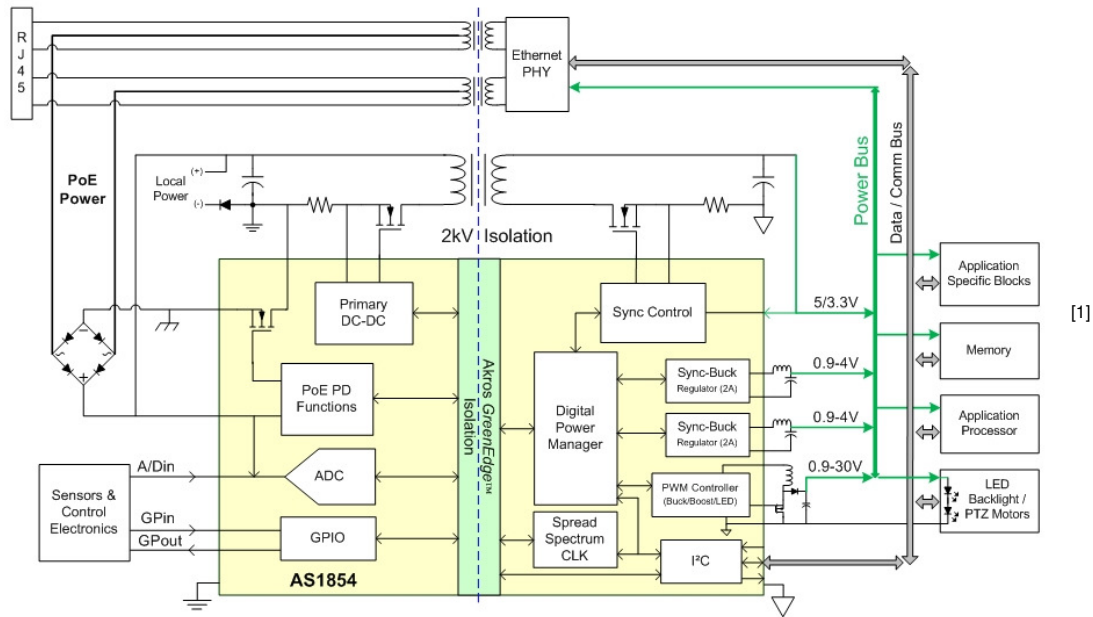 R
J
4
5
Ethernet
PHY
PoE
Power
Local
Power
(+)
(-)
2kV Isolation
Power Bus
Data / Comm Bus
Primary
DC-DC
Sync Control
5/3.3V
Application
Specific Blocks
[1]
Memory
PoE PD
Functions
Akros GreenEdge™
Isolation
Digital
Power
Manager
Sync-Buck
Regulator (2A)
0.9-4V
Sync-Buck
Regulator (2A)
0.9-4V
Application
Processor
Sensors &
Control
Electronics
A/Din
ADC
PWM Controller
(Buck/Boost/LED)
0.9-30V
LED
Backlight /
PTZ Motors
GPin
GPout
GPIO
Spread
Spectrum
CLK
I²C
AS1854